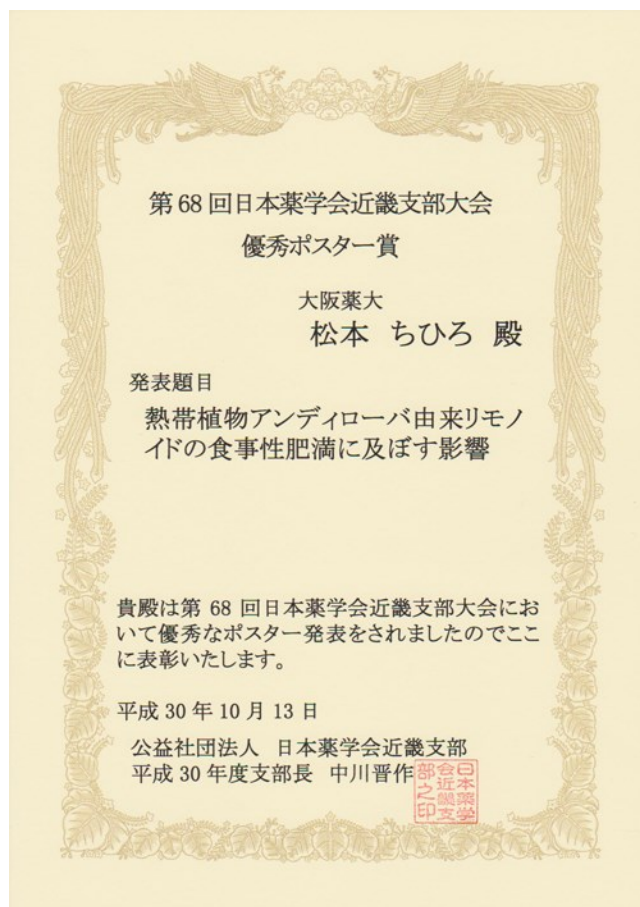 第68回日本薬学会近畿支部大会
優秀ポスター賞
大阪薬大
松本 ちひろ 殿
発表題目
熱帯植物アンディローバ由来リモノ
イドの食事性肥満に及ぼす影響
貴殿は第 68 回日本薬学会近畿支部大会にお
いて優秀なポスター発表をされましたのでここ
に表彰いたします。
平成 30 年 10 月 13 日
公益社団法人 日本薬学会近畿支部
平成 30 年度支部長 中川晋作
日本薬学
会近畿支
部之印